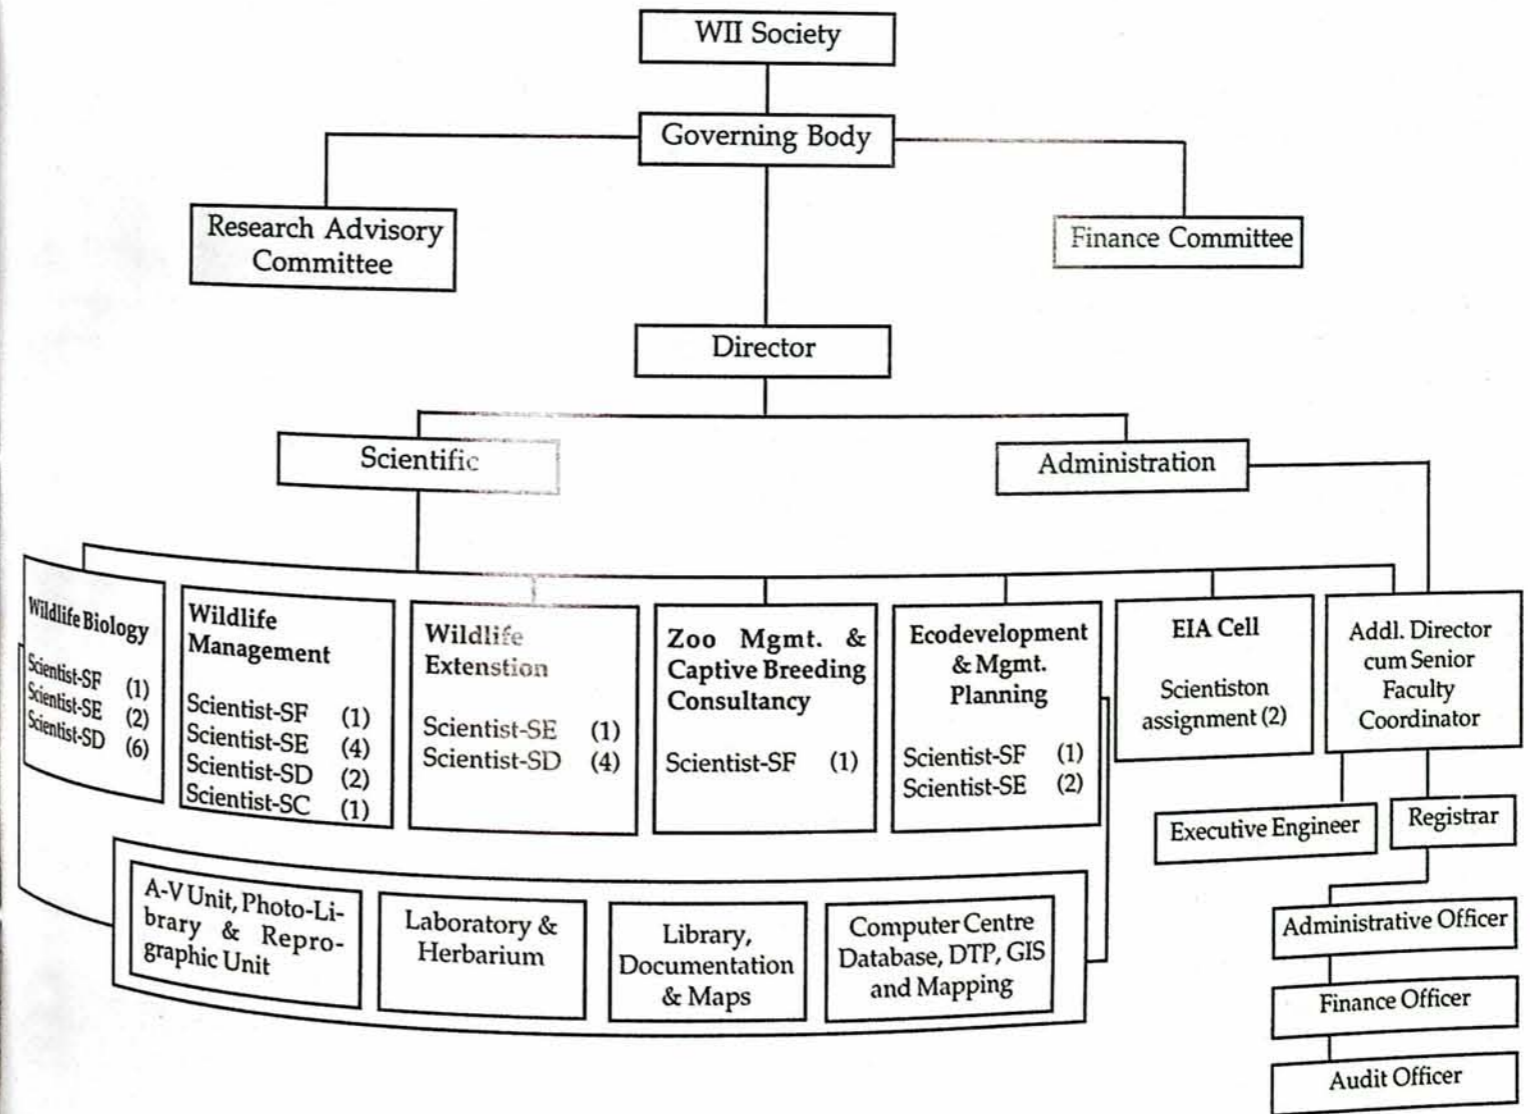 WII Society
Governing Body
Research Advisory
Committee
Finance Committee
Director
Scientific
Administration
Wildlife Biology
Scientist-SF (1)
Scientist-SE (2)
Scientist-SD (6)
Wildlife
Management
Scientist-SF (1)
Scientist-SE (4)
Scientist-SD (2)
Scientist-SC (1)
Wildlife
Extenstion
Scientist-SE (1)
Scientist-SD (4)
Zoo Mgmt. &
Captive Breeding
Consultancy
Scientist-SF (1)
Ecodevelopment
& Mgmt.
Planning
Scientist-SF (1)
Scientist-SE (2)
EIA Cell
Scientiston
assignment (2)
Addl. Director
cum Senior
Faculty
Coordinator
Executive Engineer
Registrar
A-V Unit, Photo-Li-
brary & Repro-
graphic Unit
Laboratory &
Herbarium
Library,
Documentation
& Maps
Computer Centre
Database, DTP, GIS
and Mapping
Administrative Officer
Finance Officer
Audit Officer